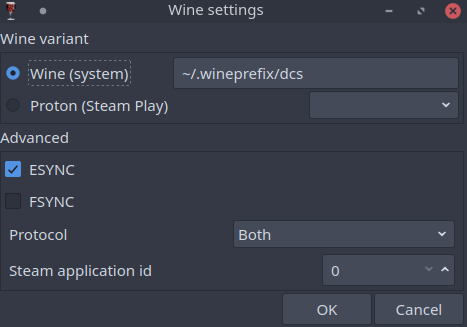 Wine settings
Wine variant
Wine (system) ~/.wineprefix/dcs
Proton (Steam Play)
Advanced
ESYNC
FSYNC
Protocol Both
Steam application id 0
OK Cancel